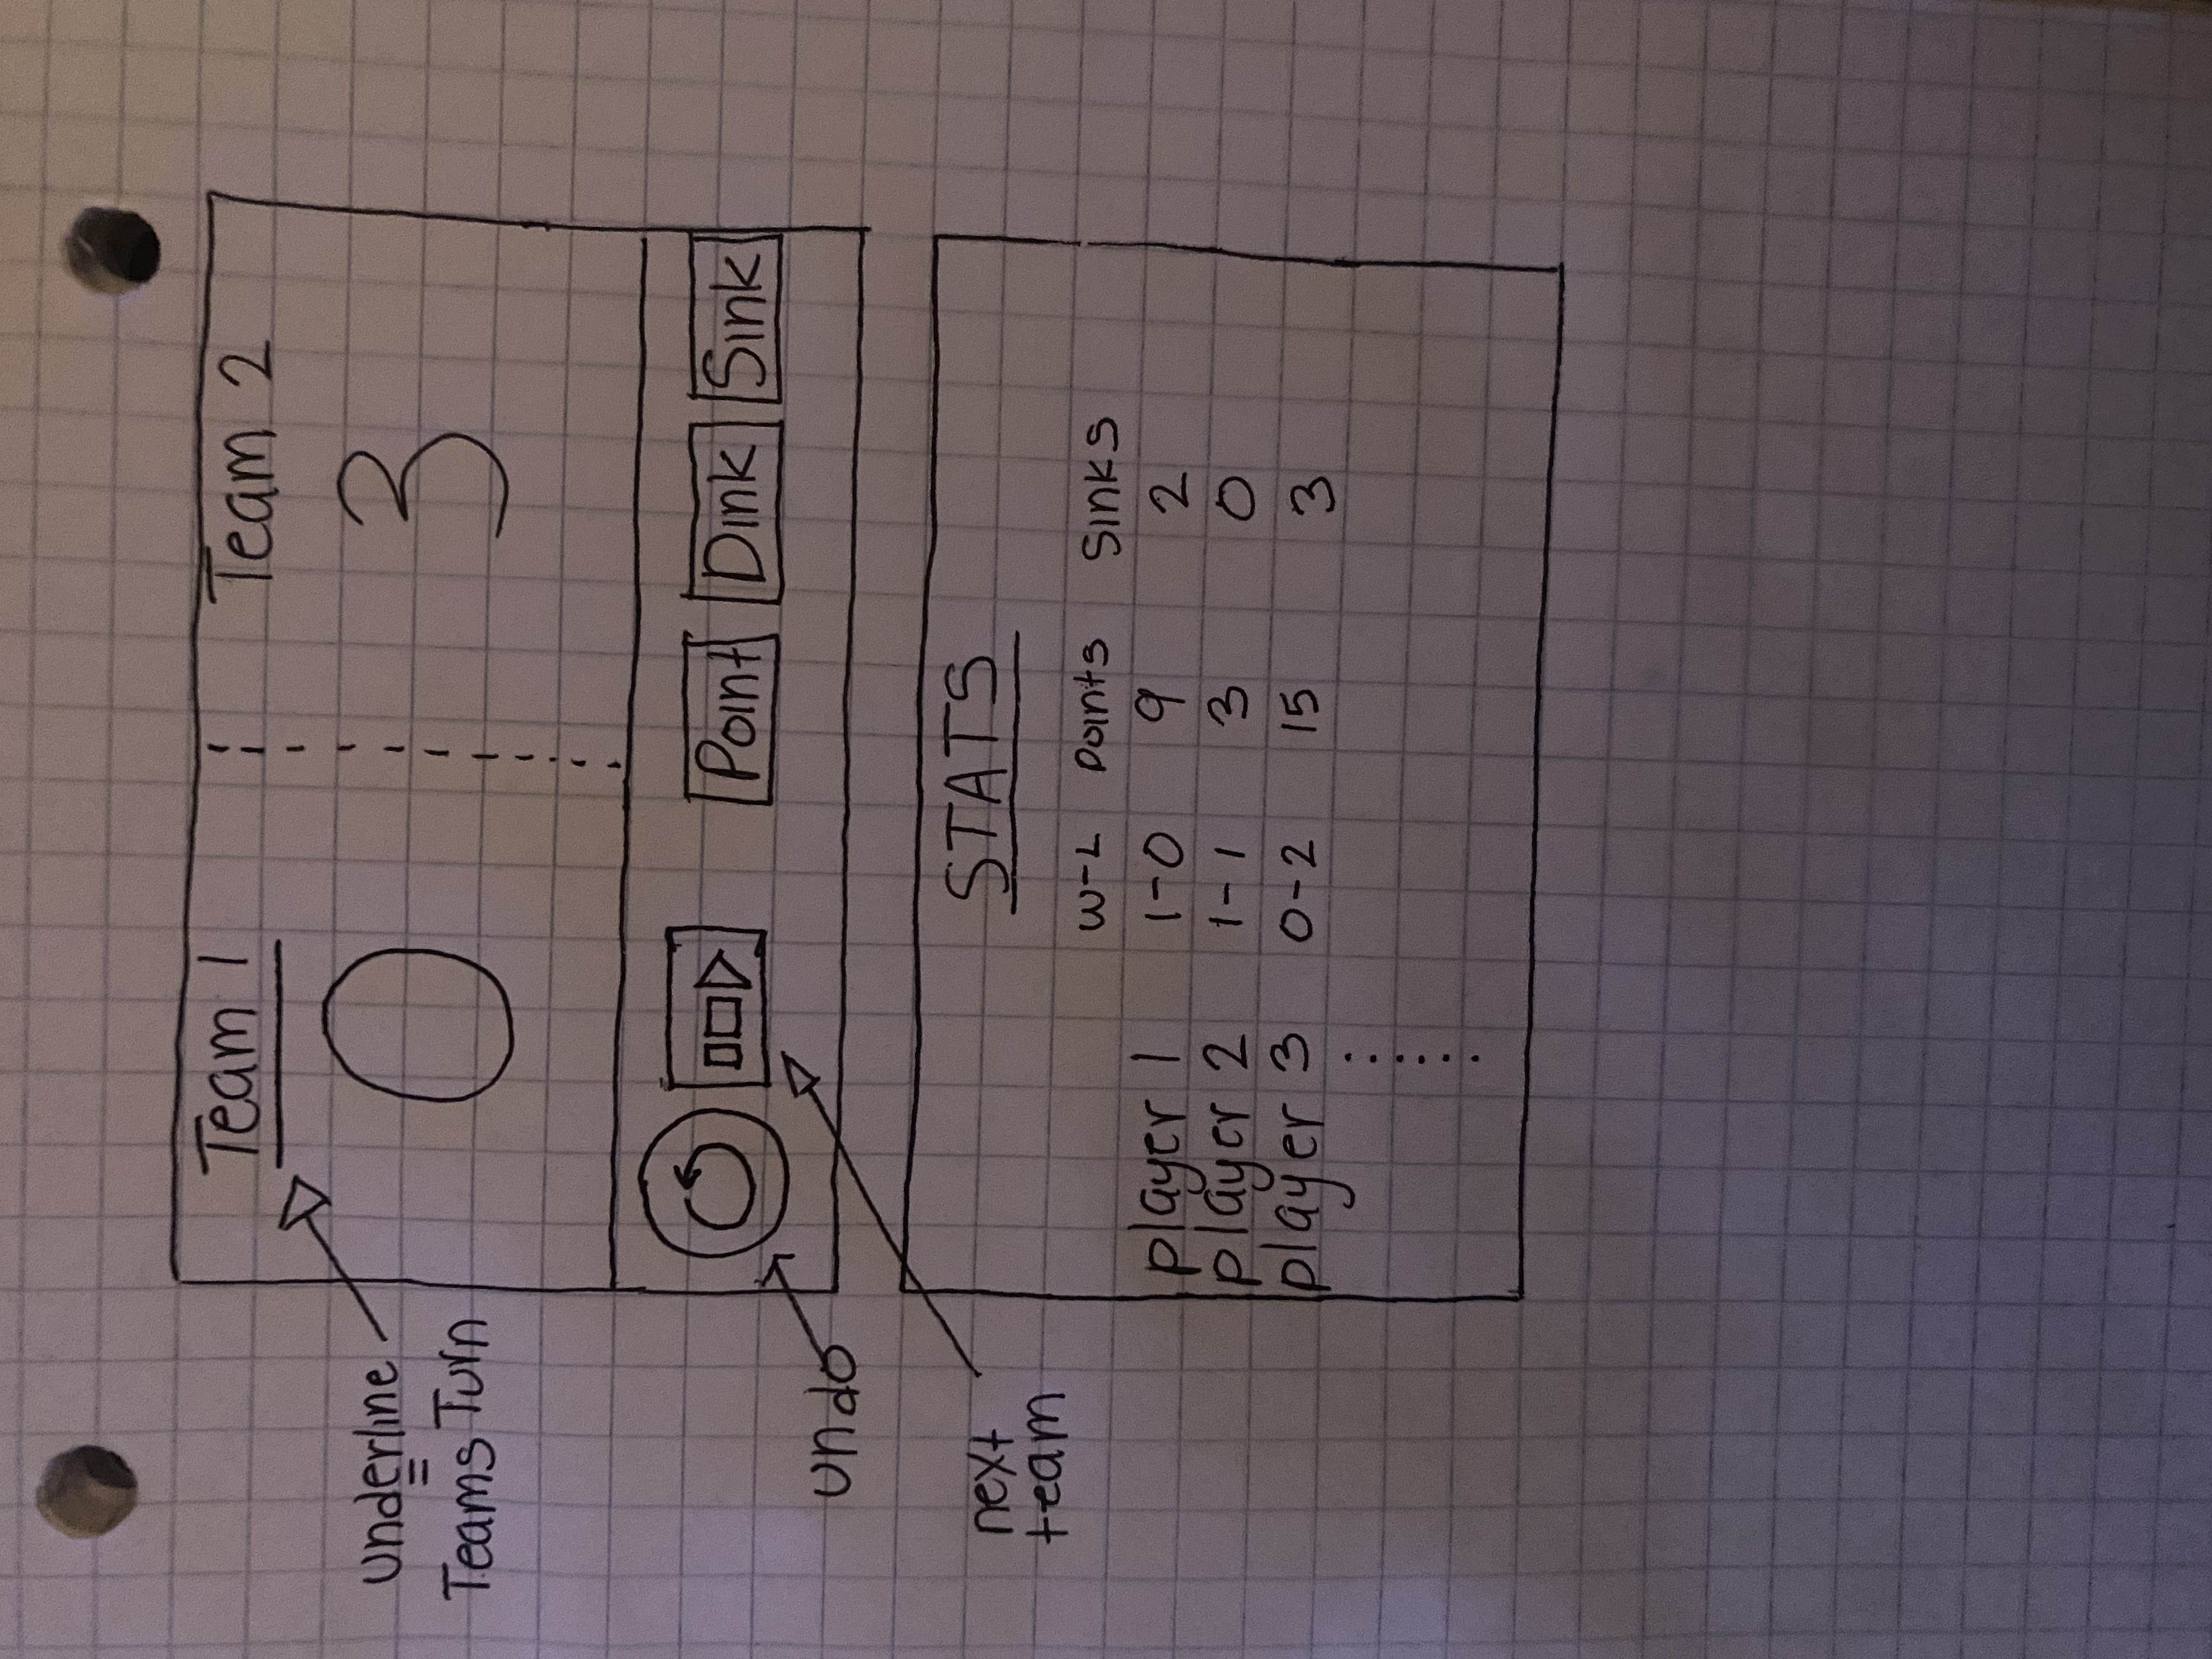 Team 1 Team 2
underline
=
Teams Turn
0 3
Point Dink Sink
undo
next
team
STATS
W-L Points Sinks
player 1 1-0 9 2
player 2 1-1 3 0
player 3 0-2 15 3